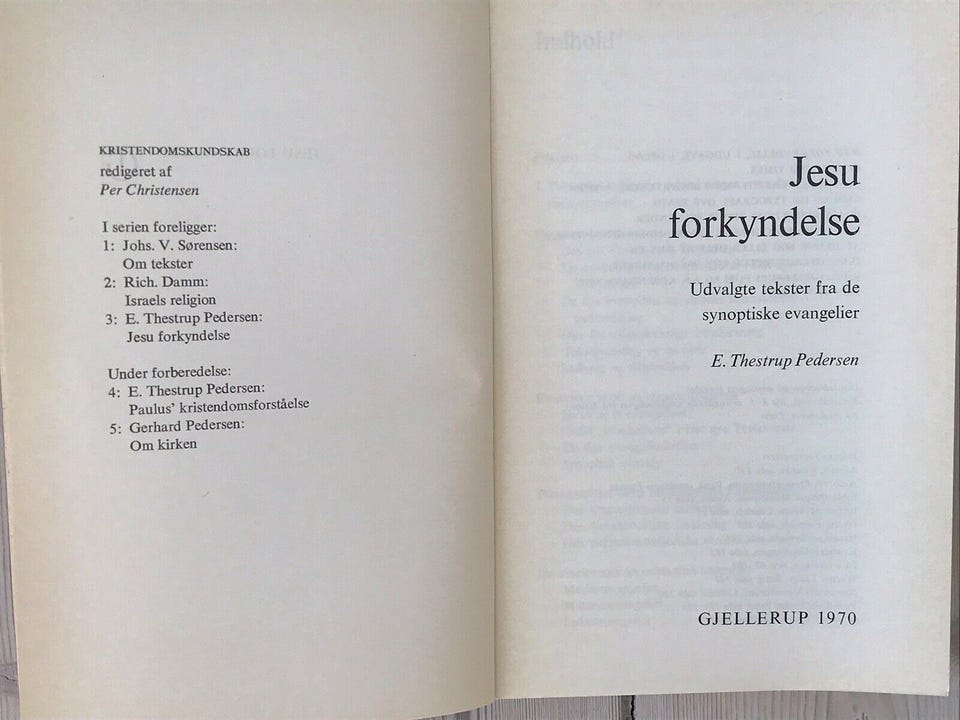 KRISTENDOMSKUNDSKAB
redigeret af
Per Christensen
I serien foreligger:
1: Johs. V. Sørensen:
Om tekster
2: Rich. Damm:
Israels religion
3: E. Thestrup Pedersen:
Jesu forkyndelse
Under forberedelse:
4: E. Thestrup Pedersen:
Paulus' kristendomsforståelse
5: Gerhard Pedersen:
Om kirken
Jesu
forkyndelse
Udvalgte tekster fra de
synoptiske evangelier
E. Thestrup Pedersen
GJELLERUP 1970